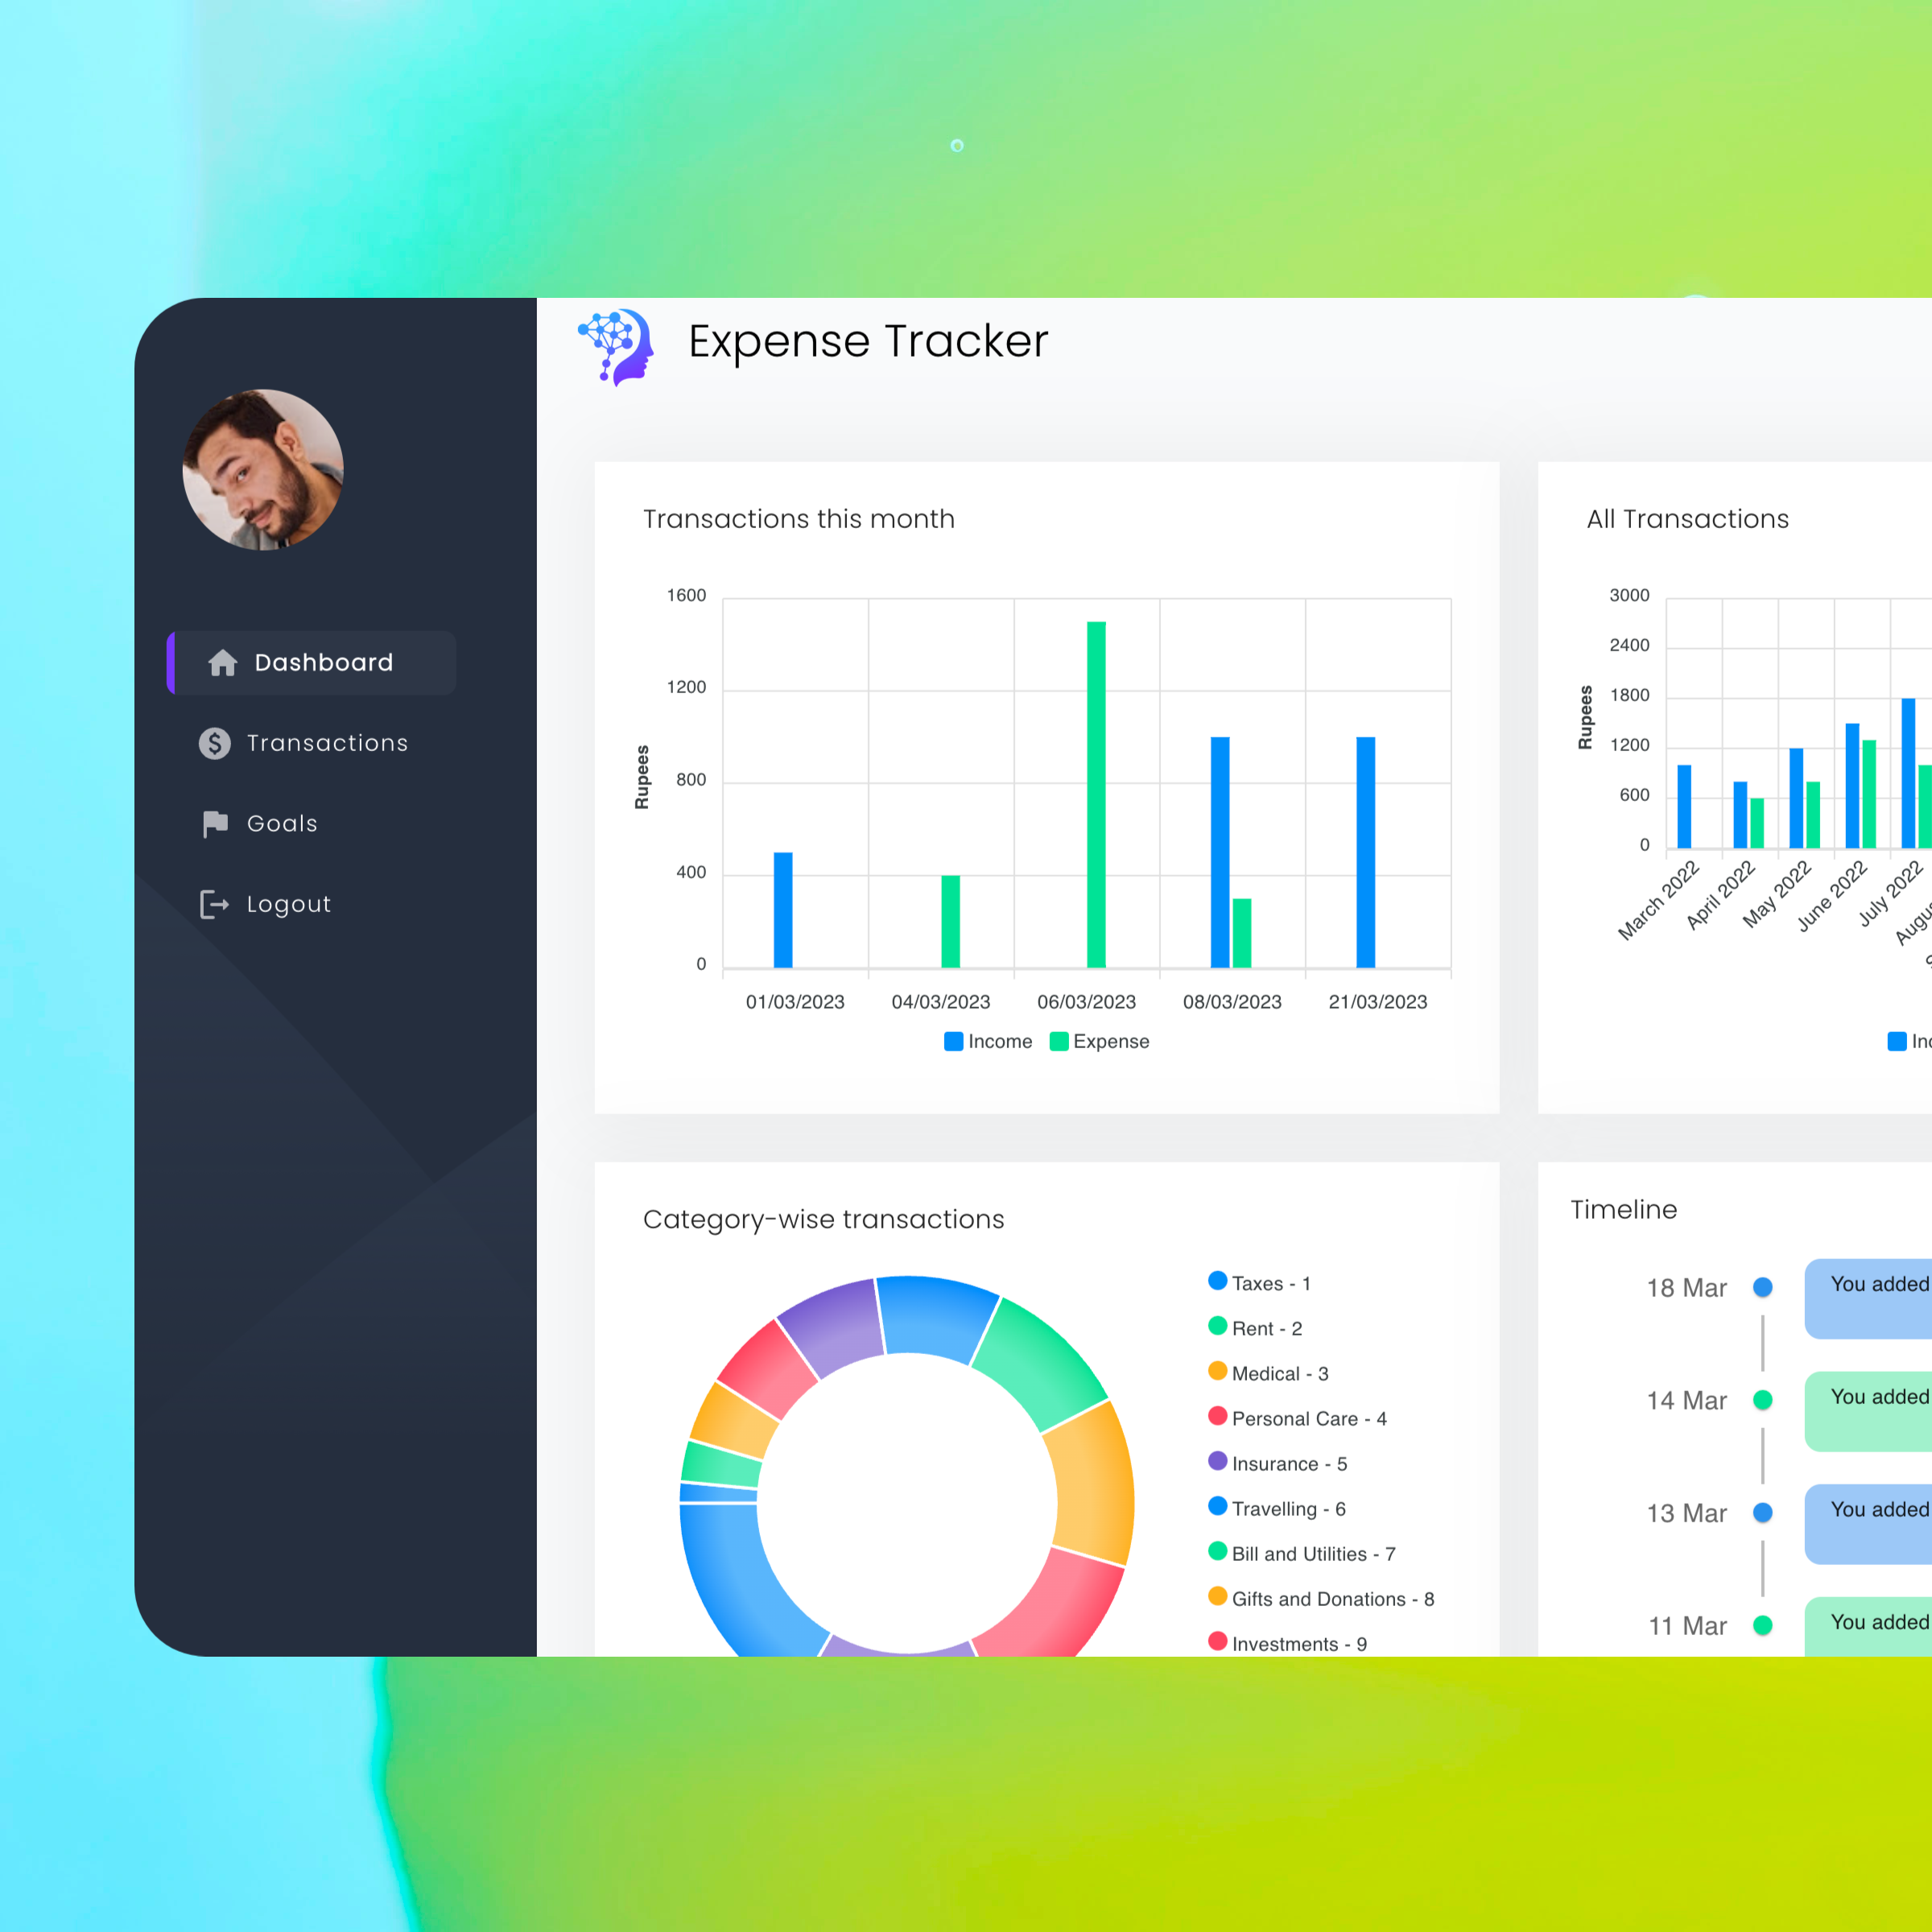 Expense Tracker
Dashboard
Transactions
Goals
Logout
Transactions this month
1600
1200
800
400
0
Rupees
01/03/2023 04/03/2023 06/03/2023 08/03/2023 21/03/2023
Income Expense
All Transactions
3000
2400
1800
1200
600
0
Rupees
March 2022
April 2022
May 2022
June 2022
July 2022
Category-wise transactions
Taxes - 1
Rent - 2
Medical - 3
Personal Care - 4
Insurance - 5
Travelling - 6
Bill and Utilities - 7
Gifts and Donations - 8
Investments - 9
Timeline
18 Mar You added
14 Mar You added
13 Mar You added
11 Mar You added